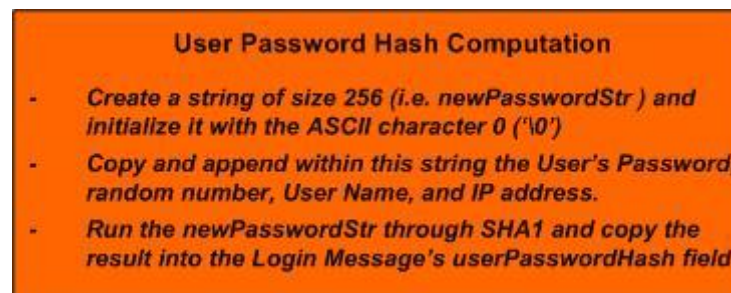 User Password Hash Computation
- Create a string of size 256 (i.e. newPasswordStr ) and
initialize it with the ASCII character 0 ('\0')
- Copy and append within this string the User's Password,
random number, User Name, and IP address.
- Run the newPasswordStr through SHA1 and copy the
result into the Login Message's userPasswordHash field